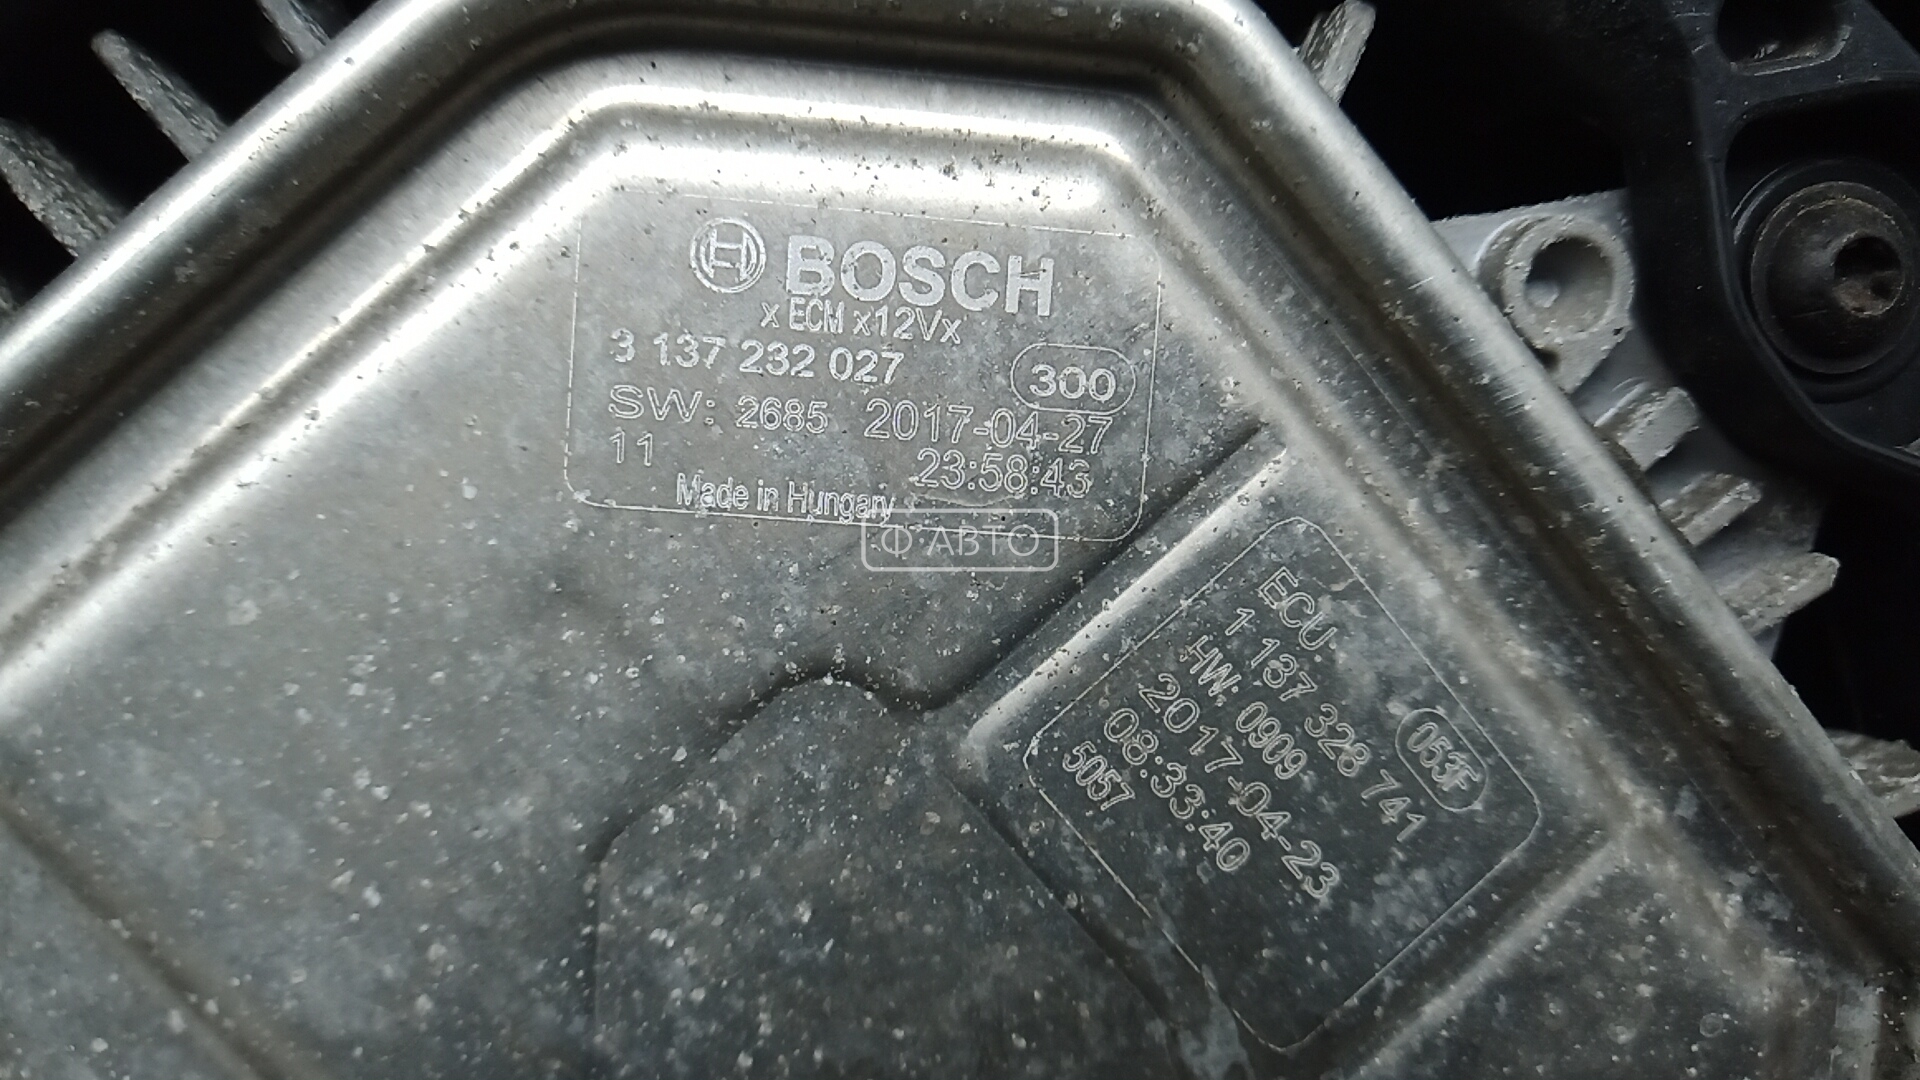 BOSCH
x ECM x12Vx
3 137 232 027
300
SW: 2685 2017-04-27
11 23:58:43
Made in Hungary
Ф АВТО
ECU:
1 137 328 741
053F
HW: 0909
2017-04-23
08:33:40
5057